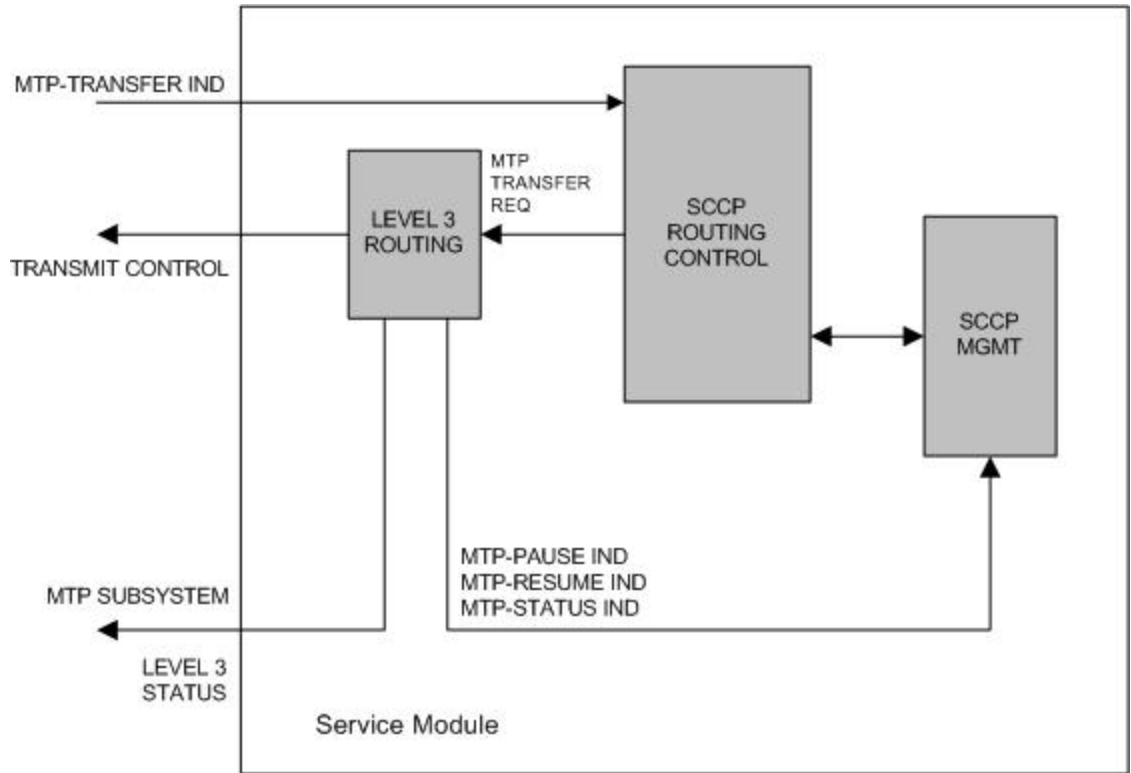 MTP-TRANSFER IND
MTP
TRANSFER
REQ
LEVEL 3
ROUTING
SCCP
ROUTING
CONTROL
TRANSMIT CONTROL
SCCP
MGMT
MTP-PAUSE IND
MTP-RESUME IND
MTP-STATUS IND
MTP SUBSYSTEM
LEVEL 3
STATUS
Service Module